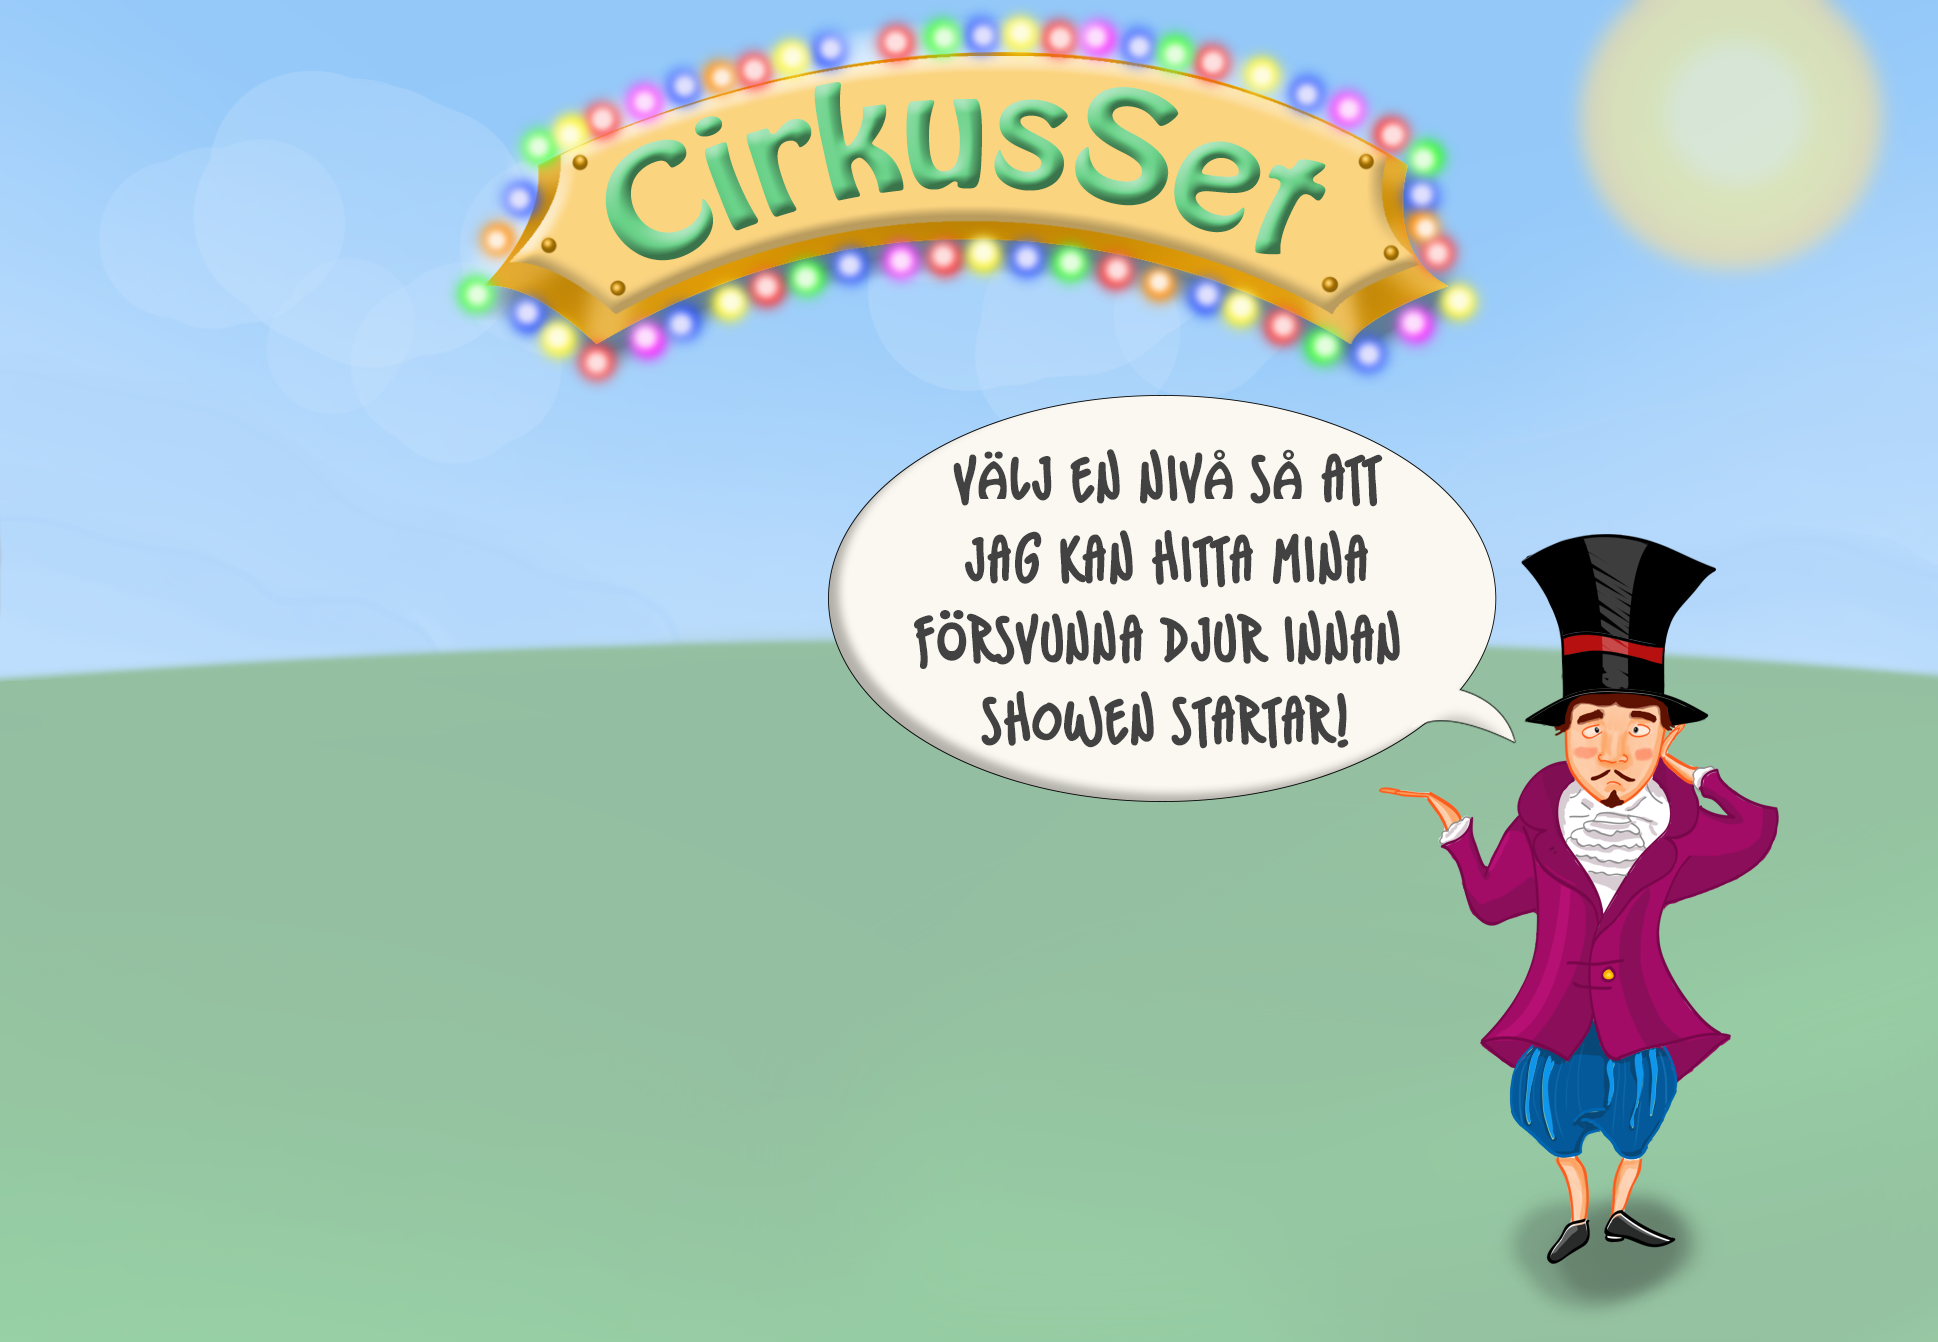 CirkusSet
VÄLJ EN NIVÅ SÅ ATT
JAG KAN HITTA MINA
FÖRSVUNNA DJUR INNAN
SHOWEN STARTAR!